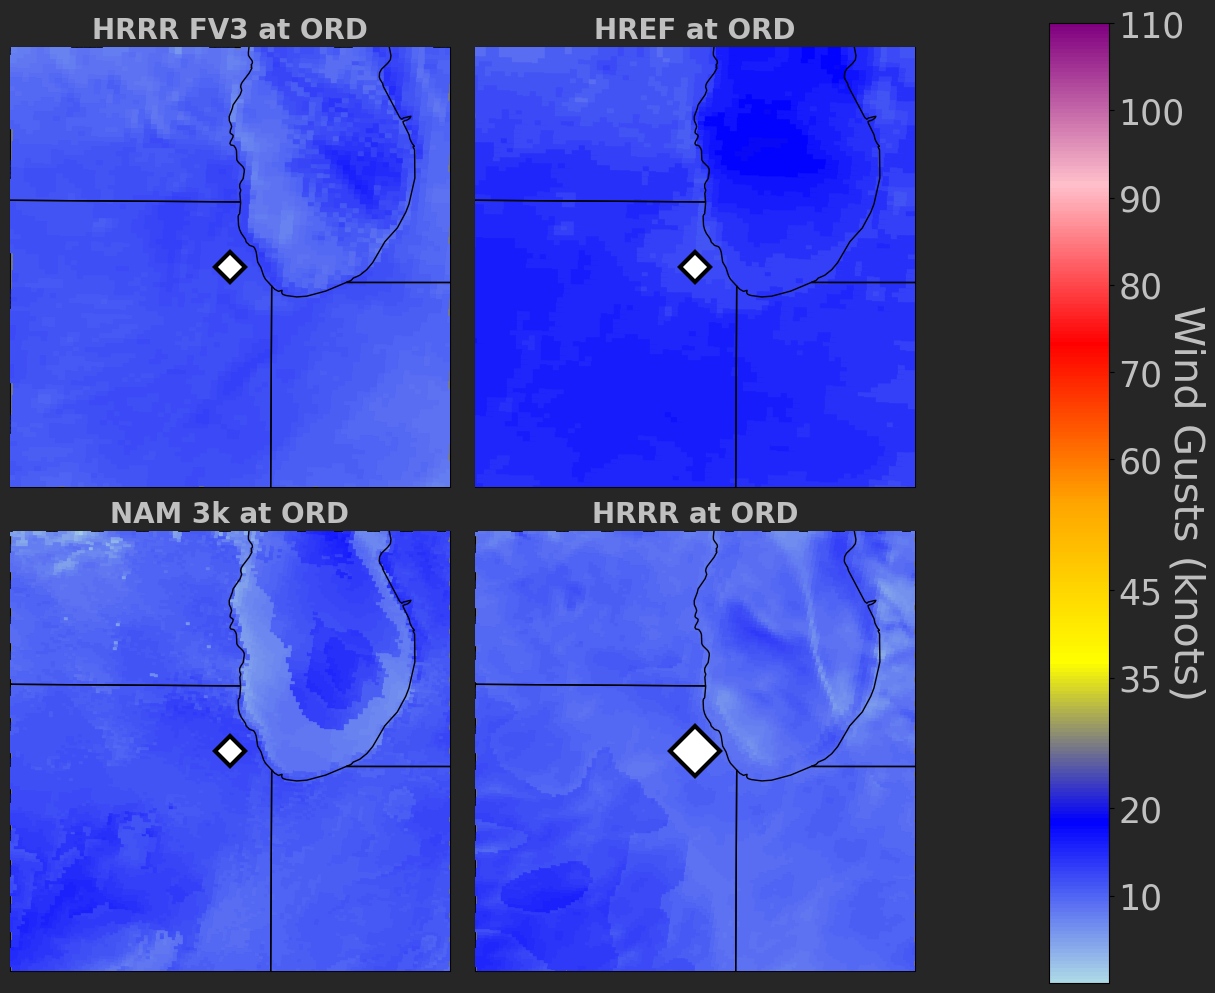 HRRR FV3 at ORD
HREF at ORD
NAM 3k at ORD
HRRR at ORD
110
100
90
80
70
60
45
35
20
10
Wind Gusts (knots)